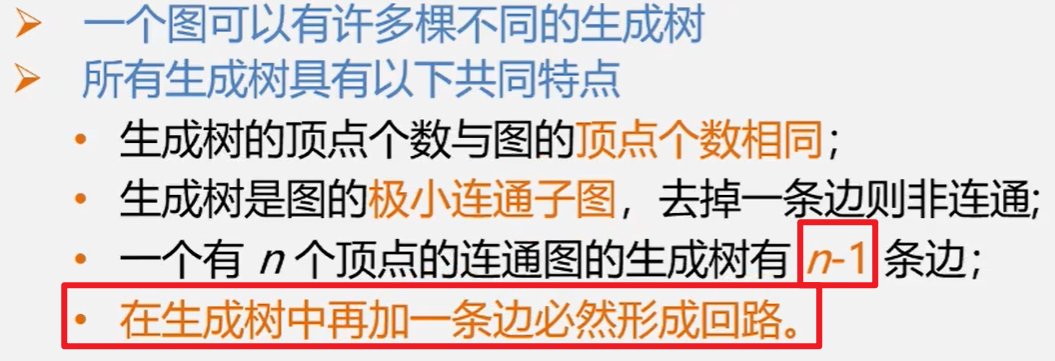 ➢ 一个图可以有许多棵不同的生成树
➢ 所有生成树具有以下共同特点
• 生成树的顶点个数与图的顶点个数相同；
• 生成树是图的极小连通子图，去掉一条边则非连通;
• 一个有 n 个顶点的连通图的生成树有 n-1 条边；
• 在生成树中再加一条边必然形成回路。